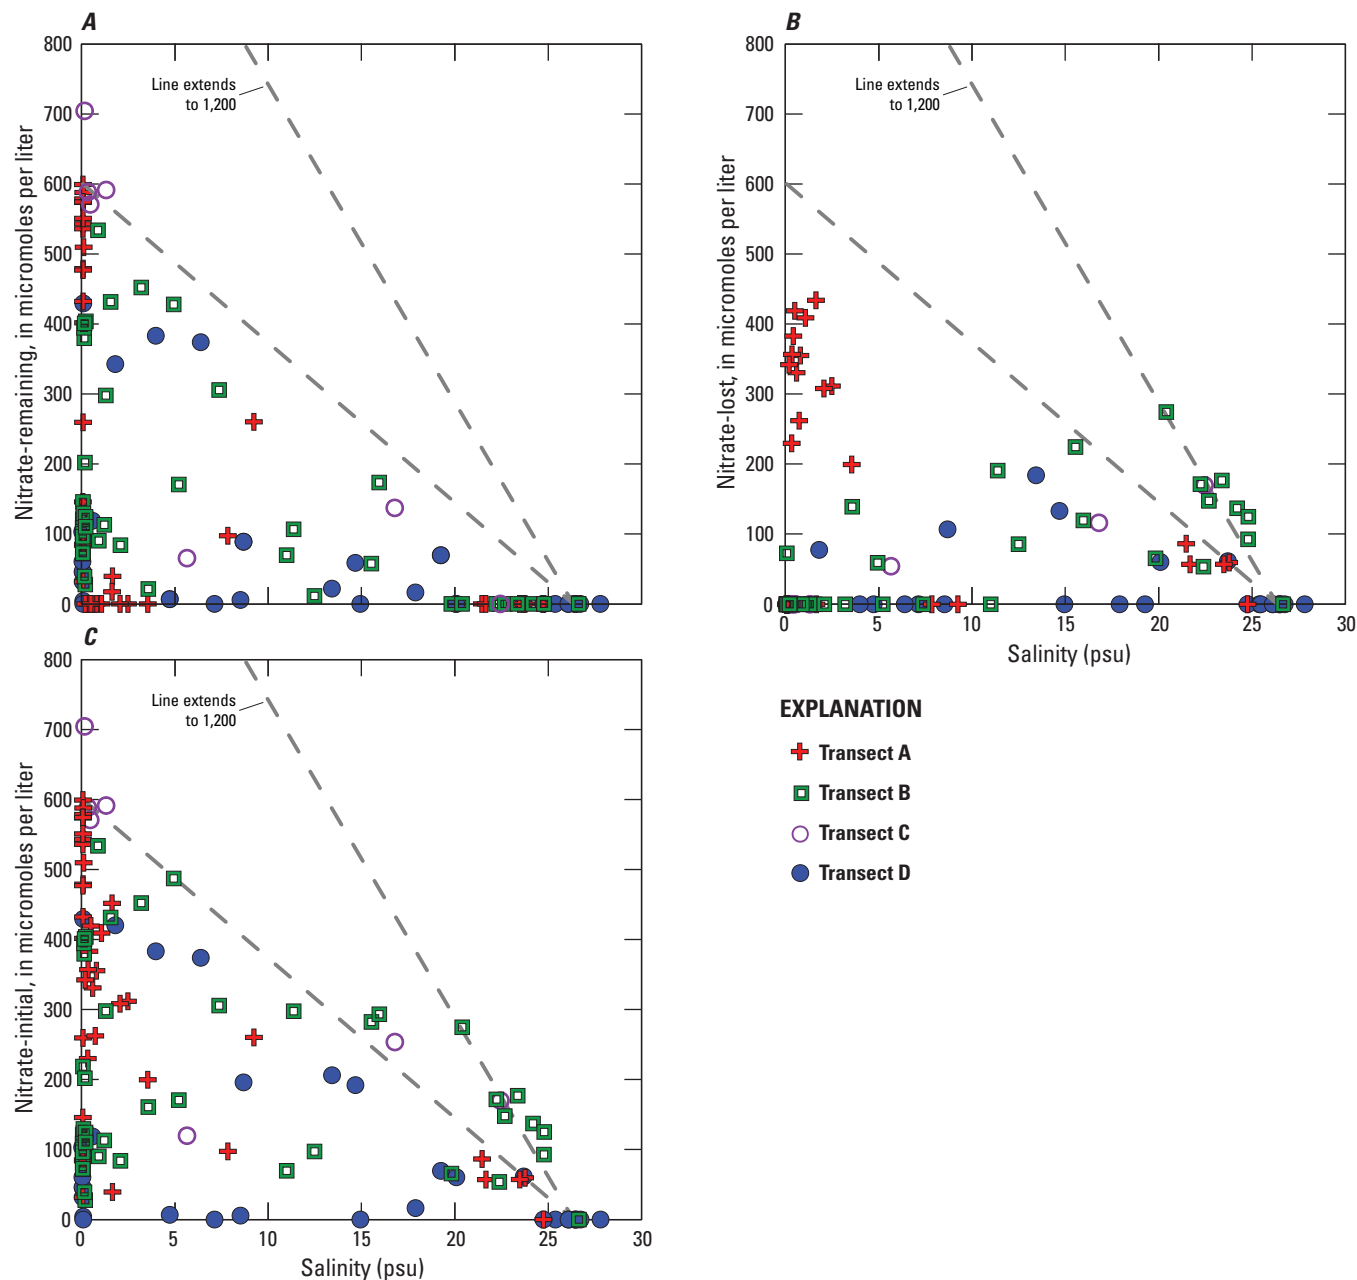 A
800
700
600
500
400
300
200
100
0
Nitrate-remaining, in micromoles per liter
Line extends
to 1,200
B
800
700
600
500
400
300
200
100
0
Nitrate-lost, in micromoles per liter
Line extends
to 1,200
0 5 10 15 20 25 30
Salinity (psu)
C
800
700
600
500
400
300
200
100
0
Nitrate-initial, in micromoles per liter
Line extends
to 1,200
0 5 10 15 20 25 30
Salinity (psu)
EXPLANATION
Transect A
Transect B
Transect C
Transect D